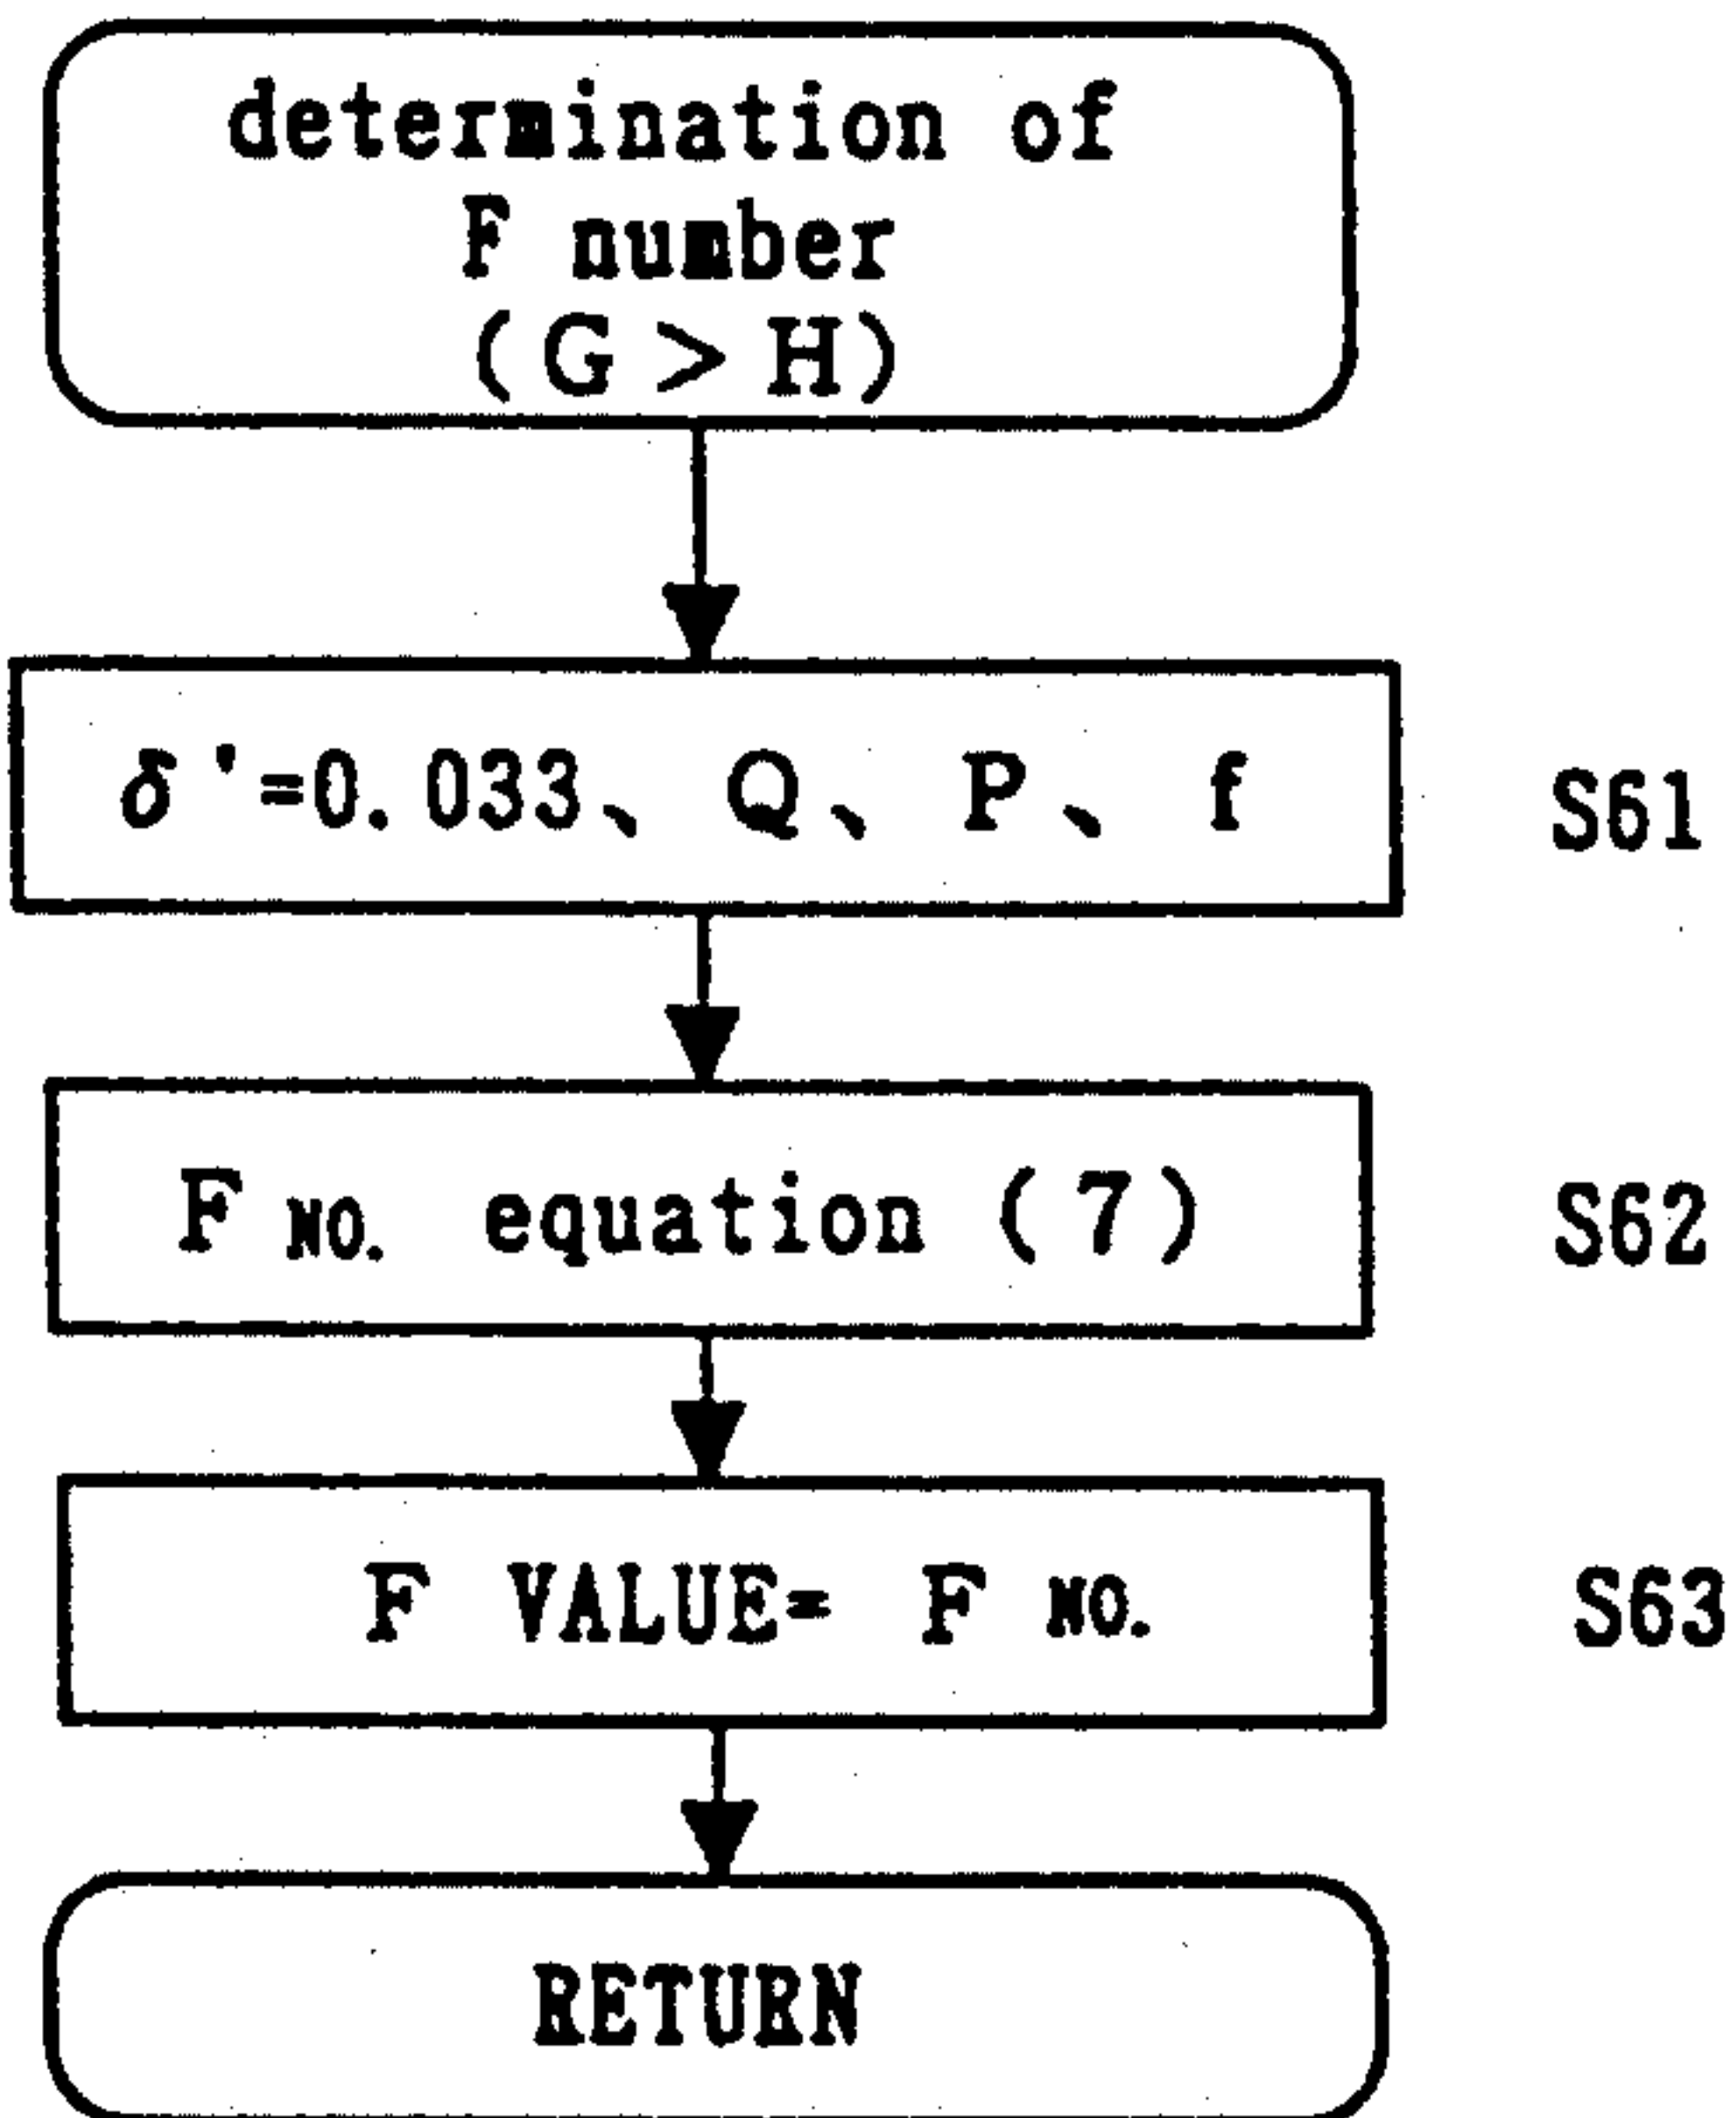 determination of
F number
(G > H)
δ'=0.033、 Q、 P、 f
S61
F NO. equation (7)
S62
F VALUE= F NO.
S63
RETURN